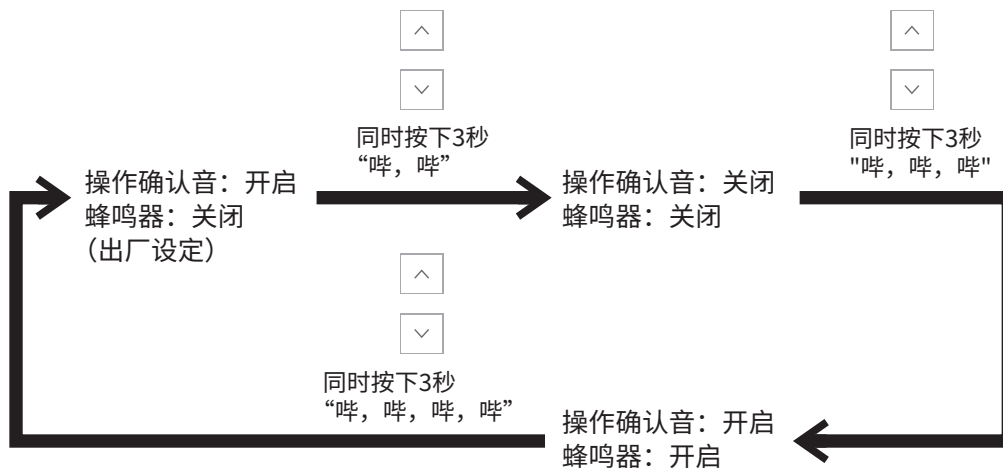 同时按下3秒
“哔，哔”
同时按下3秒
"哔，哔，哔"
操作确认音：开启
蜂鸣器：关闭
（出厂设定）
操作确认音：关闭
蜂鸣器：关闭
同时按下3秒
“哔，哔，哔，哔”
操作确认音：开启
蜂鸣器：开启